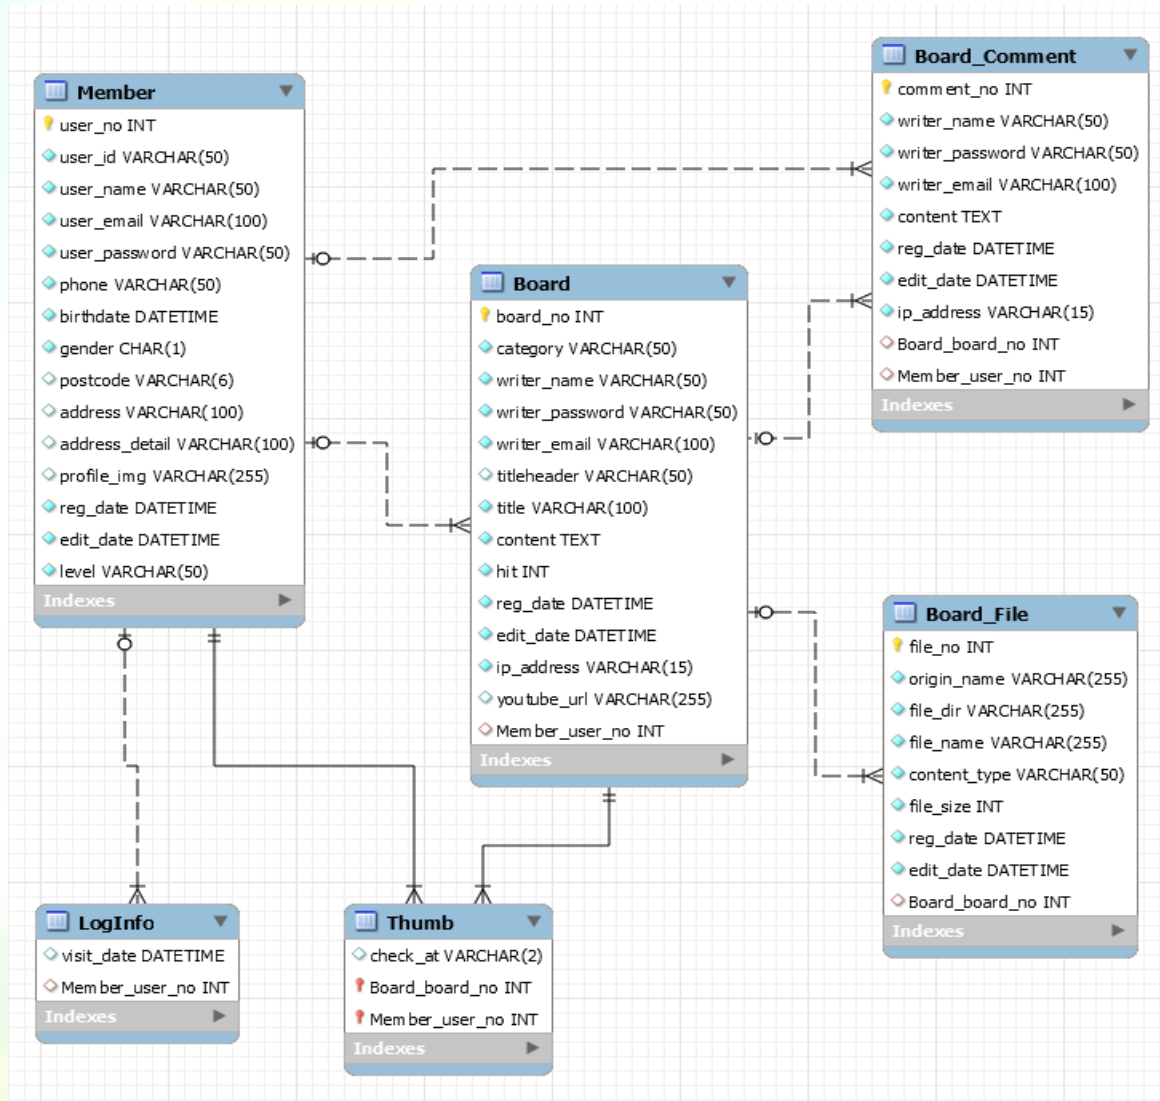 Member
user_no INT
user_id VARCHAR(50)
user_name VARCHAR(50)
user_email VARCHAR(100)
user_password VARCHAR(50)
phone VARCHAR(50)
birthdate DATETIME
gender CHAR(1)
postcode VARCHAR(6)
address VARCHAR(100)
address_detail VARCHAR(100)
profile_img VARCHAR(255)
reg_date DATETIME
edit_date DATETIME
level VARCHAR(50)
Indexes
Board
board_no INT
category VARCHAR(50)
writer_name VARCHAR(50)
writer_password VARCHAR(50)
writer_email VARCHAR(100)
titleheader VARCHAR(50)
title VARCHAR(100)
content TEXT
hit INT
reg_date DATETIME
edit_date DATETIME
ip_address VARCHAR(15)
youtube_url VARCHAR(255)
Member_user_no INT
Indexes
Board_Comment
comment_no INT
writer_name VARCHAR(50)
writer_password VARCHAR(50)
writer_email VARCHAR(100)
content TEXT
reg_date DATETIME
edit_date DATETIME
ip_address VARCHAR(15)
Board_board_no INT
Member_user_no INT
Indexes
Board_File
file_no INT
origin_name VARCHAR(255)
file_dir VARCHAR(255)
file_name VARCHAR(255)
content_type VARCHAR(50)
file_size INT
reg_date DATETIME
edit_date DATETIME
Board_board_no INT
Indexes
LogInfo
visit_date DATETIME
Member_user_no INT
Indexes
Thumb
check_at VARCHAR(2)
Board_board_no INT
Member_user_no INT
Indexes